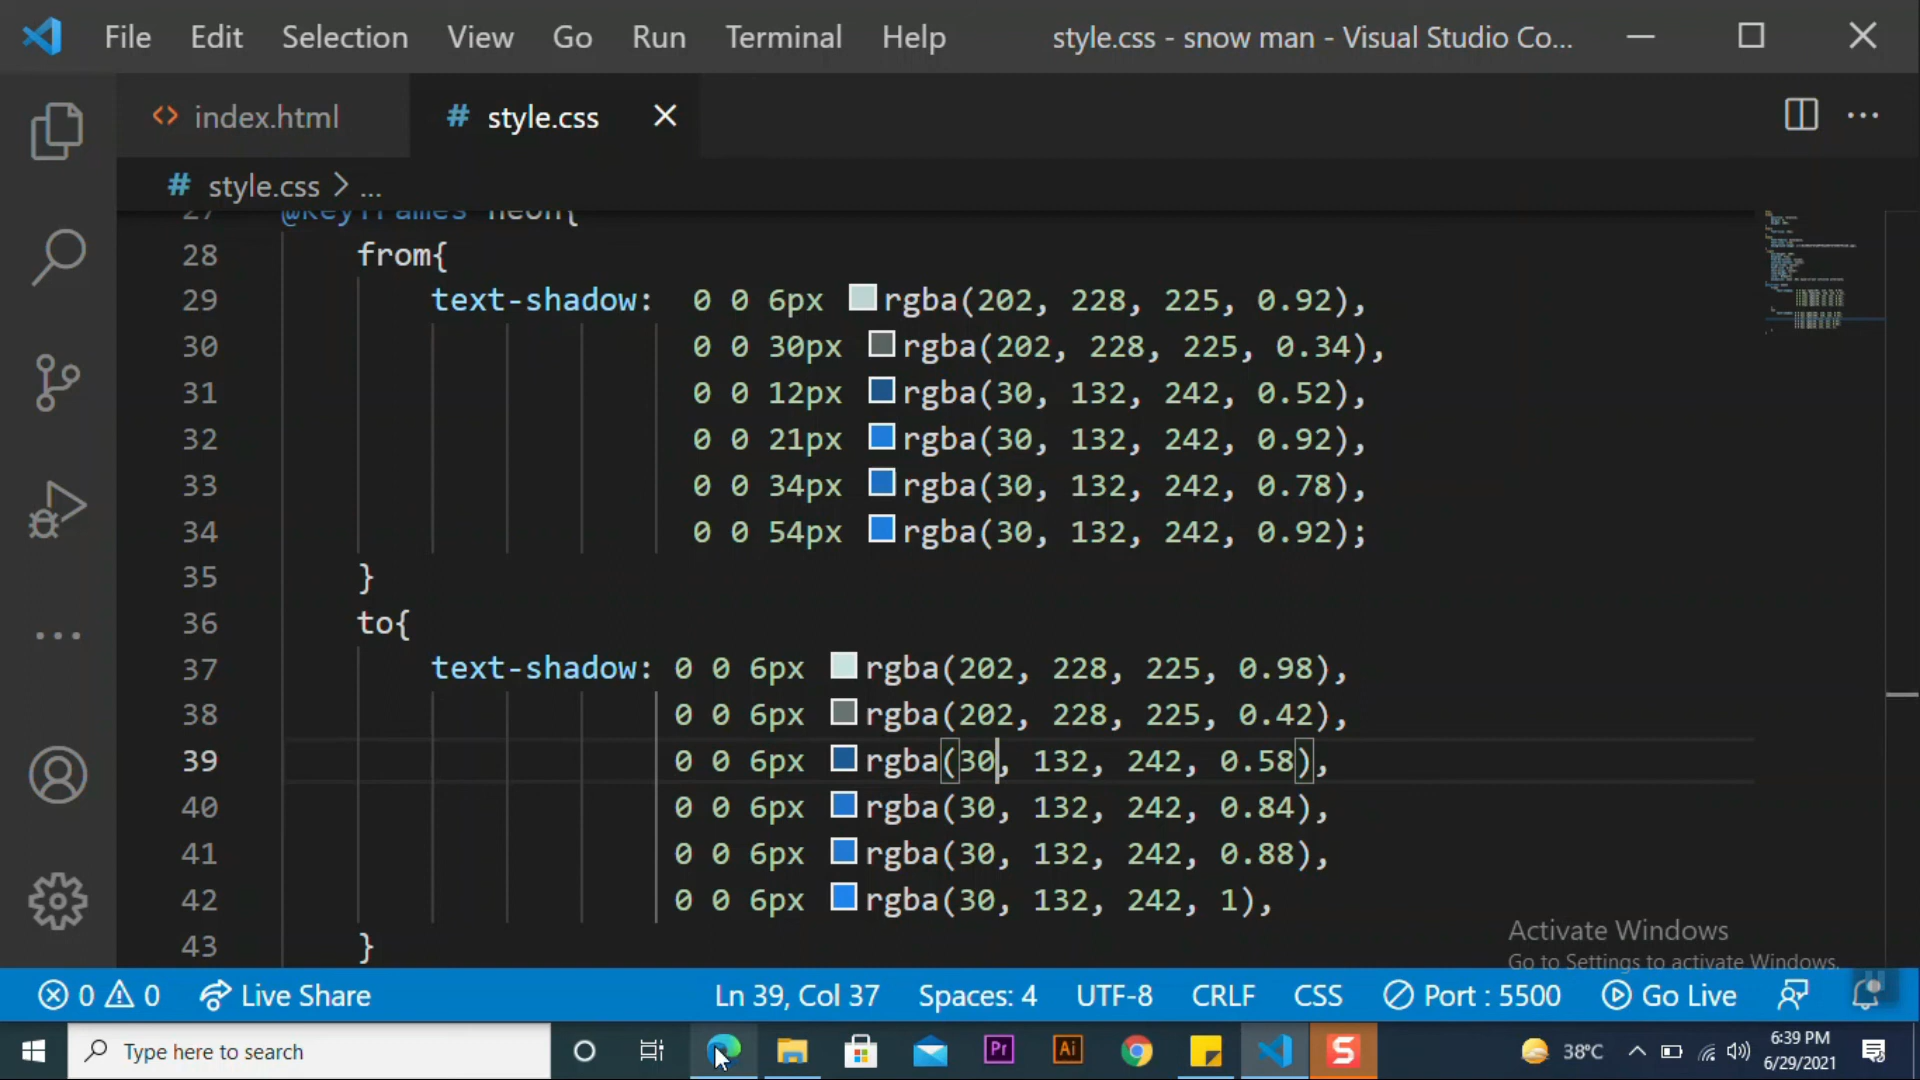 File Edit Selection View Go Run Terminal Help style.css - snow man - Visual Studio Co...
<> index.html # style.css
# style.css > ...
27 @keyframes neon{
28 from{
29 text-shadow: 0 0 6px rgba(202, 228, 225, 0.92),
30 0 0 30px rgba(202, 228, 225, 0.34),
31 0 0 12px rgba(30, 132, 242, 0.52),
32 0 0 21px rgba(30, 132, 242, 0.92),
33 0 0 34px rgba(30, 132, 242, 0.78),
34 0 0 54px rgba(30, 132, 242, 0.92);
35 }
36 to{
37 text-shadow: 0 0 6px rgba(202, 228, 225, 0.98),
38 0 0 6px rgba(202, 228, 225, 0.42),
39 0 0 6px rgba(30, 132, 242, 0.58),
40 0 0 6px rgba(30, 132, 242, 0.84),
41 0 0 6px rgba(30, 132, 242, 0.88),
42 0 0 6px rgba(30, 132, 242, 1),
43 }
Activate Windows
Go to Settings to activate Windows.
0 0 Live Share Ln 39, Col 37 Spaces: 4 UTF-8 CRLF CSS Port : 5500 Go Live
Type here to search Pr Ai S 38°C 6:39 PM
6/29/2021